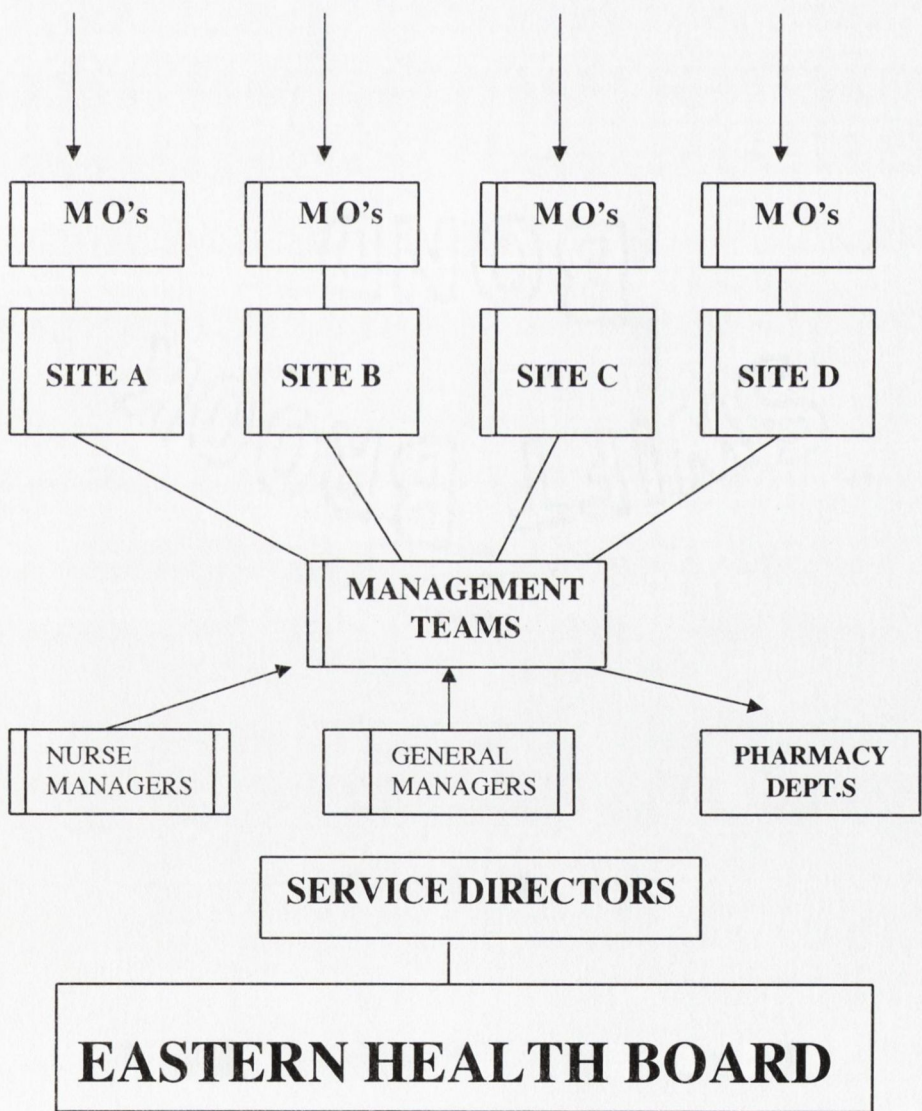 M O's
M O's
M O's
M O's
SITE A
SITE B
SITE C
SITE D
MANAGEMENT
TEAMS
NURSE
MANAGERS
GENERAL
MANAGERS
PHARMACY
DEPT.S
SERVICE DIRECTORS
EASTERN HEALTH BOARD